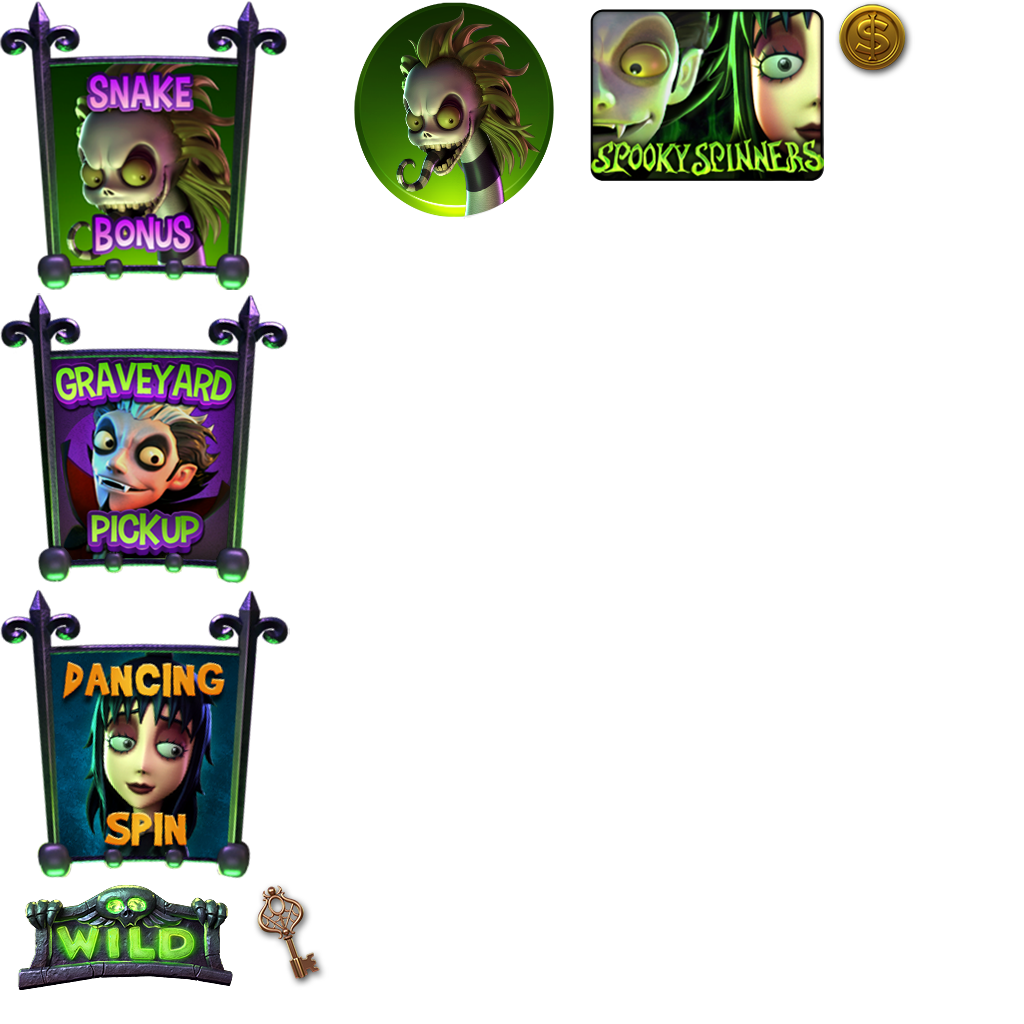 SNAKE
BONUS
SPOOKY SPINNERS
$
GRAVEYARD
PICKUP
DANCING
SPIN
WILD